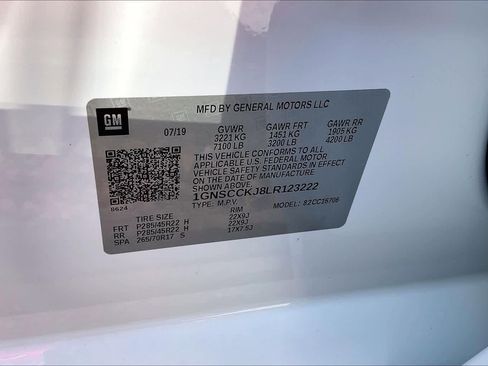 MFD BY GENERAL MOTORS LLC
GM
07/19 GVWR GAWR FRT GAWR RR
3221 KG 1451 KG 1905 KG
7100 LB 3200 LB 4200 LB
THIS VEHICLE CONFORMS TO ALL
APPLICABLE U.S. FEDERAL MOTOR
VEHICLE SAFETY STANDARDS IN EFFECT
ON THE DATE OF MANUFACTURE SHOWN ABOVE.
1GNSCCKJ8LR123222
8624 TYPE: M.P.V. MODEL: 82CC15706
TIRE SIZE RIM
FRT P285/45R22 H 22X9J
RR P285/45R22 H 22X9J
SPA 265/70R17 S 17X7.5J